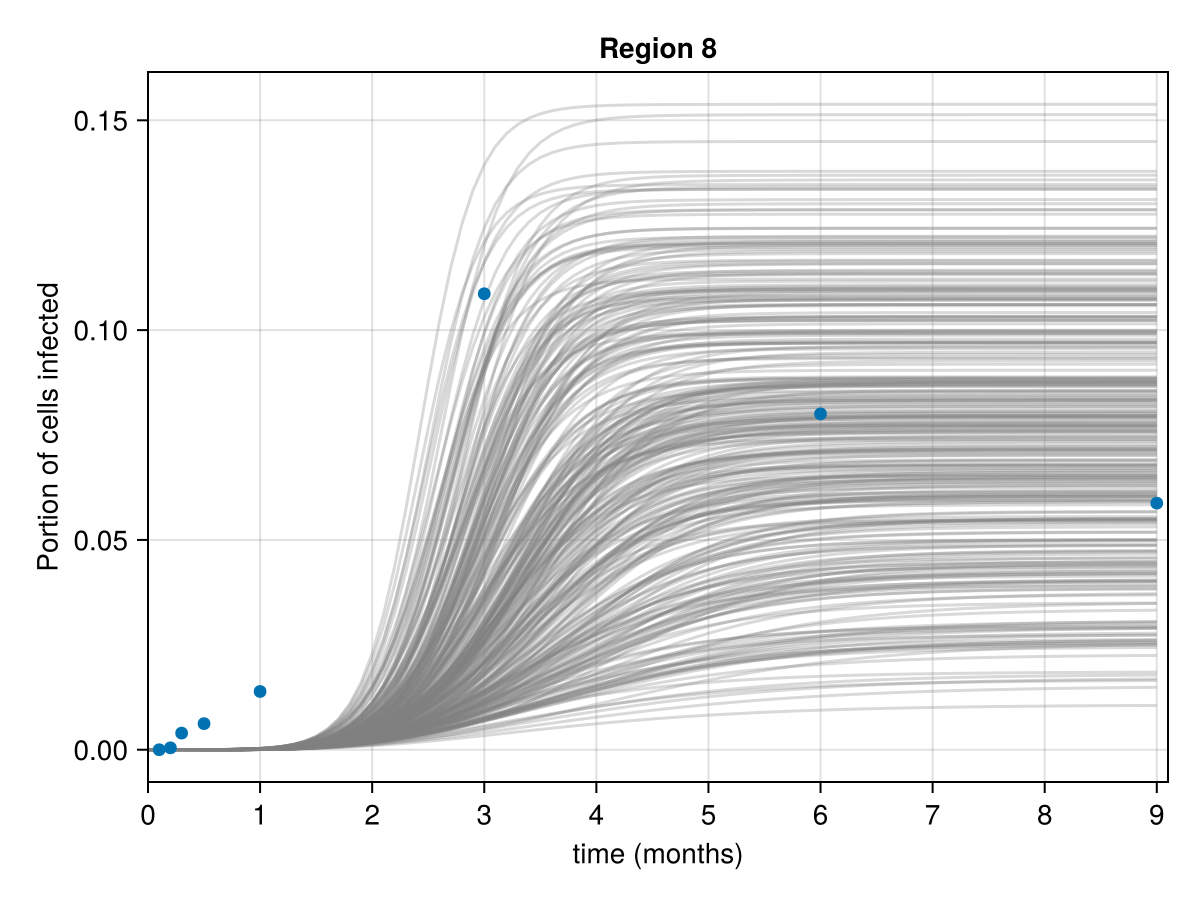 Region 8
Portion of cells infected
0.15
0.10
0.05
0.00
0 1 2 3 4 5 6 7 8 9
time (months)